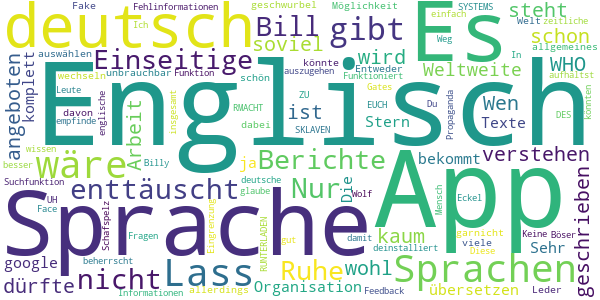 Fake Fehlinformationen geschwurbel Möglichkeit einfach SYSTEMS zeitliche
deutsch Ich Bill gibt Es Weg Welt steht
auswählen Einseitige soviel könnte In schon
wechseln Funktion auszugehen Entweder allgemeines
angeboten komplett unbrauchbar schön wird Weltweite WHO
Leute Englisch Funktioniert aufhaltst
davon Arbeit insgesamt RMACHT ZU Gates Du Wen
empfinde englische dabei ist EUCH Propaganda DES Texte könnten
wäre SKLAVEN Stern App
wissen Billy ja Berichte bekommt verstehen
besser enttäuscht deutsche Nur Die Mensch
Suchfunktion glaube Wolf Eckel viele geschrieben
UH Schafspelz Sprache Eingrenzung RUNTERLADEN gut damit kaum garnicht Keine Böser
google Face Fragen Lass Ruhe deinstalliert Diese Sehr
dürfte nicht wohl Sprachen
beherrscht allerdings Organisation übersetzen Leder
Informationen Feedback